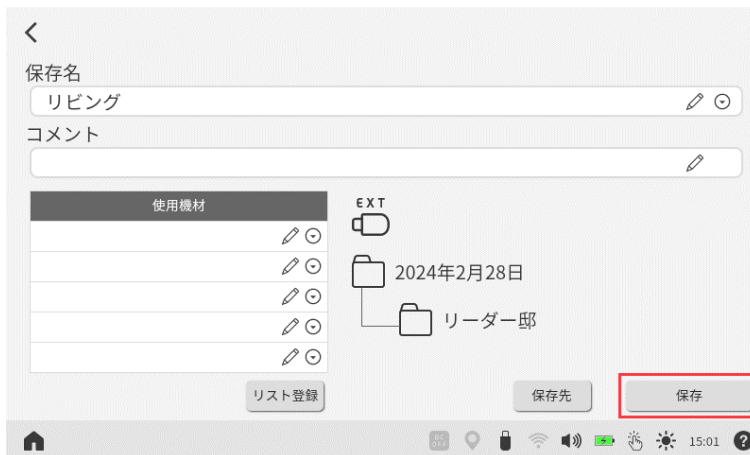 保存名
リビング
コメント
使用機材
EXT
2024年2月28日
リーダー邸
リスト登録
保存先
保存
DC
OFF
15:01
?